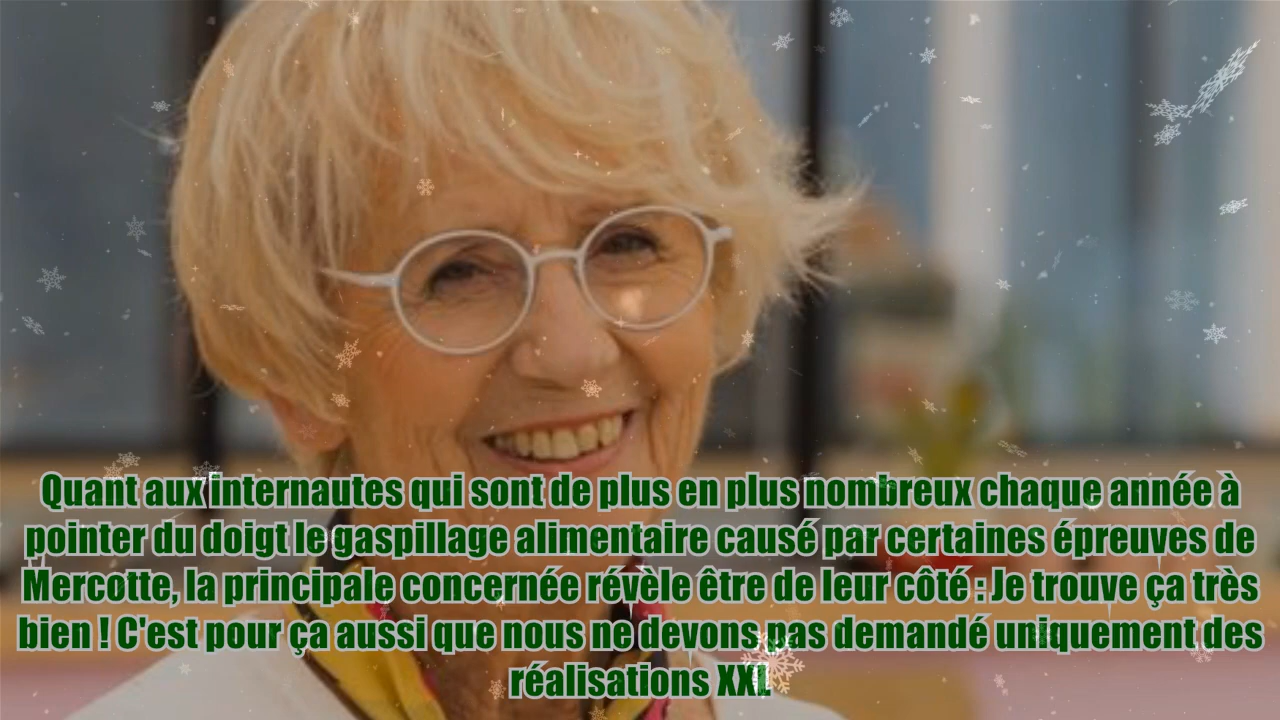 Quant aux internautes qui sont de plus en plus nombreux chaque année à
pointer du doigt le gaspillage alimentaire causé par certaines épreuves de
Mercotte, la principale concernée révèle être de leur côté : Je trouve ça très
bien ! C'est pour ça aussi que nous ne devons pas demandé uniquement des
réalisations XXL